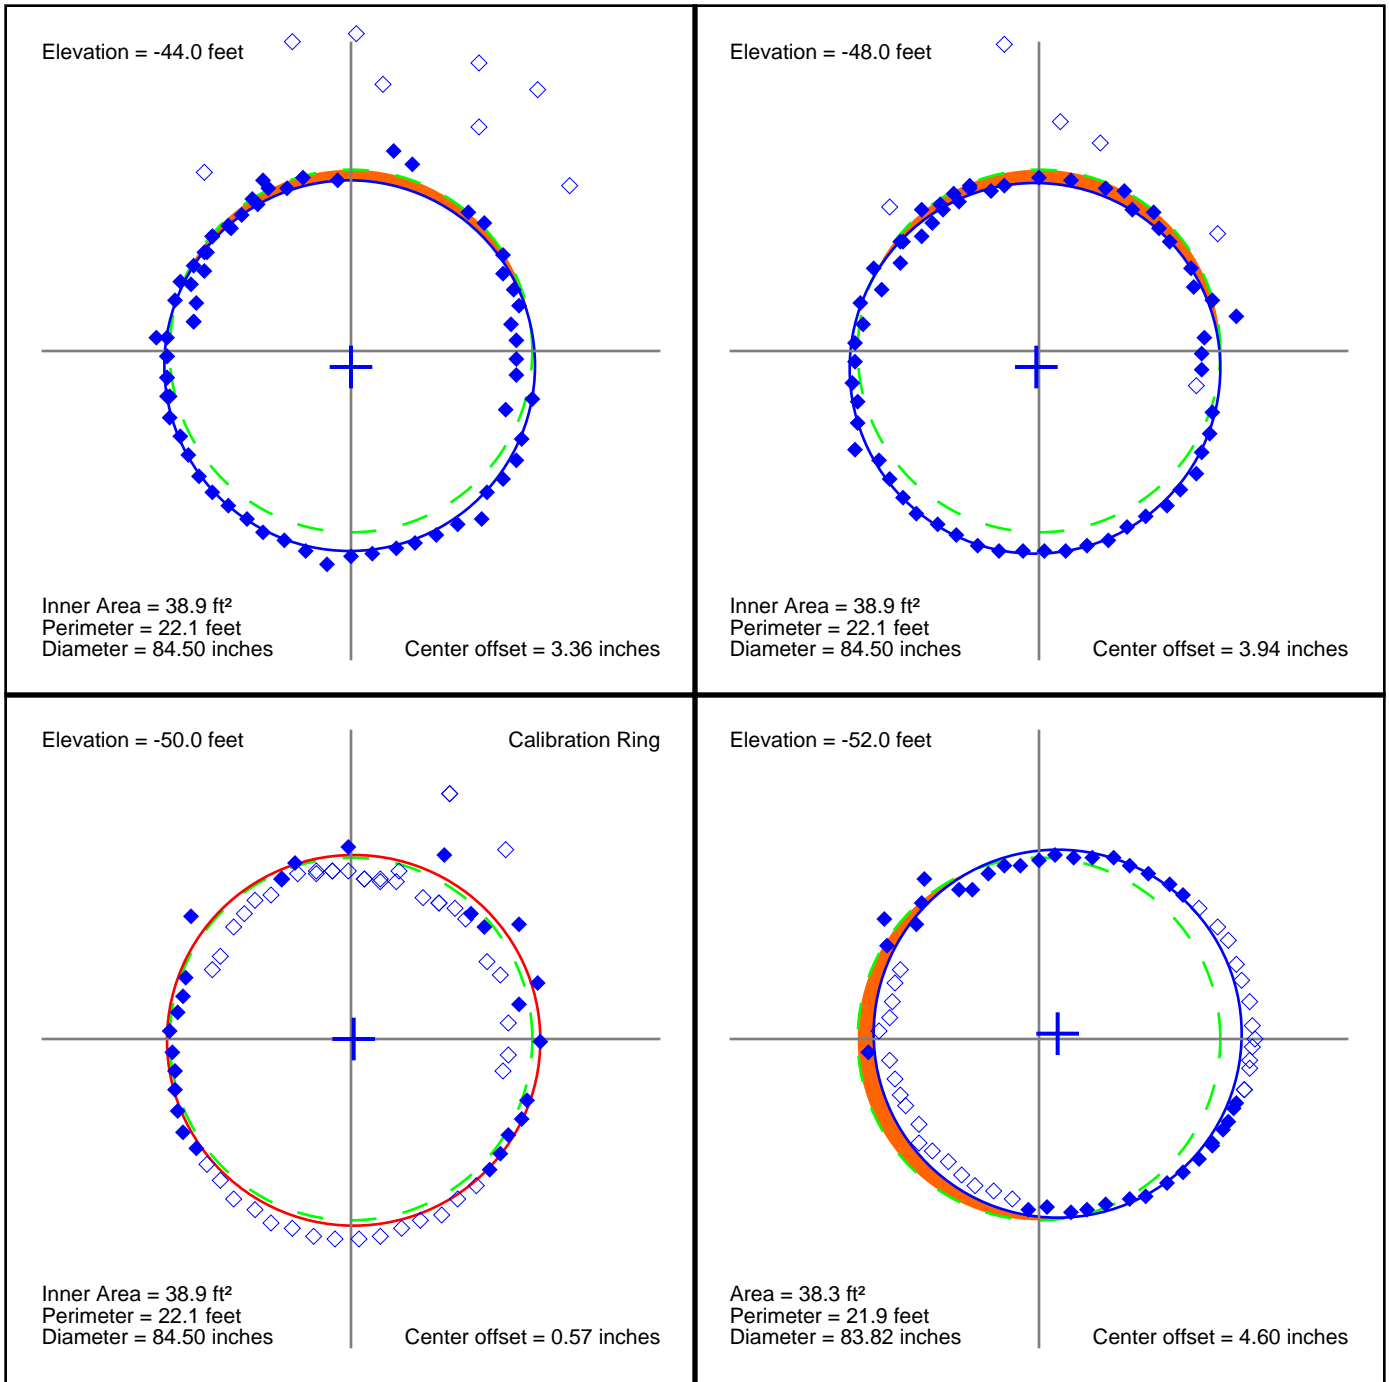 Elevation = -44.0 feet
Inner Area = 38.9 ft²
Perimeter = 22.1 feet
Diameter = 84.50 inches
Center offset = 3.36 inches
Elevation = -48.0 feet
Inner Area = 38.9 ft²
Perimeter = 22.1 feet
Diameter = 84.50 inches
Center offset = 3.94 inches
Elevation = -50.0 feet
Calibration Ring
Inner Area = 38.9 ft²
Perimeter = 22.1 feet
Diameter = 84.50 inches
Center offset = 0.57 inches
Elevation = -52.0 feet
Area = 38.3 ft²
Perimeter = 21.9 feet
Diameter = 83.82 inches
Center offset = 4.60 inches